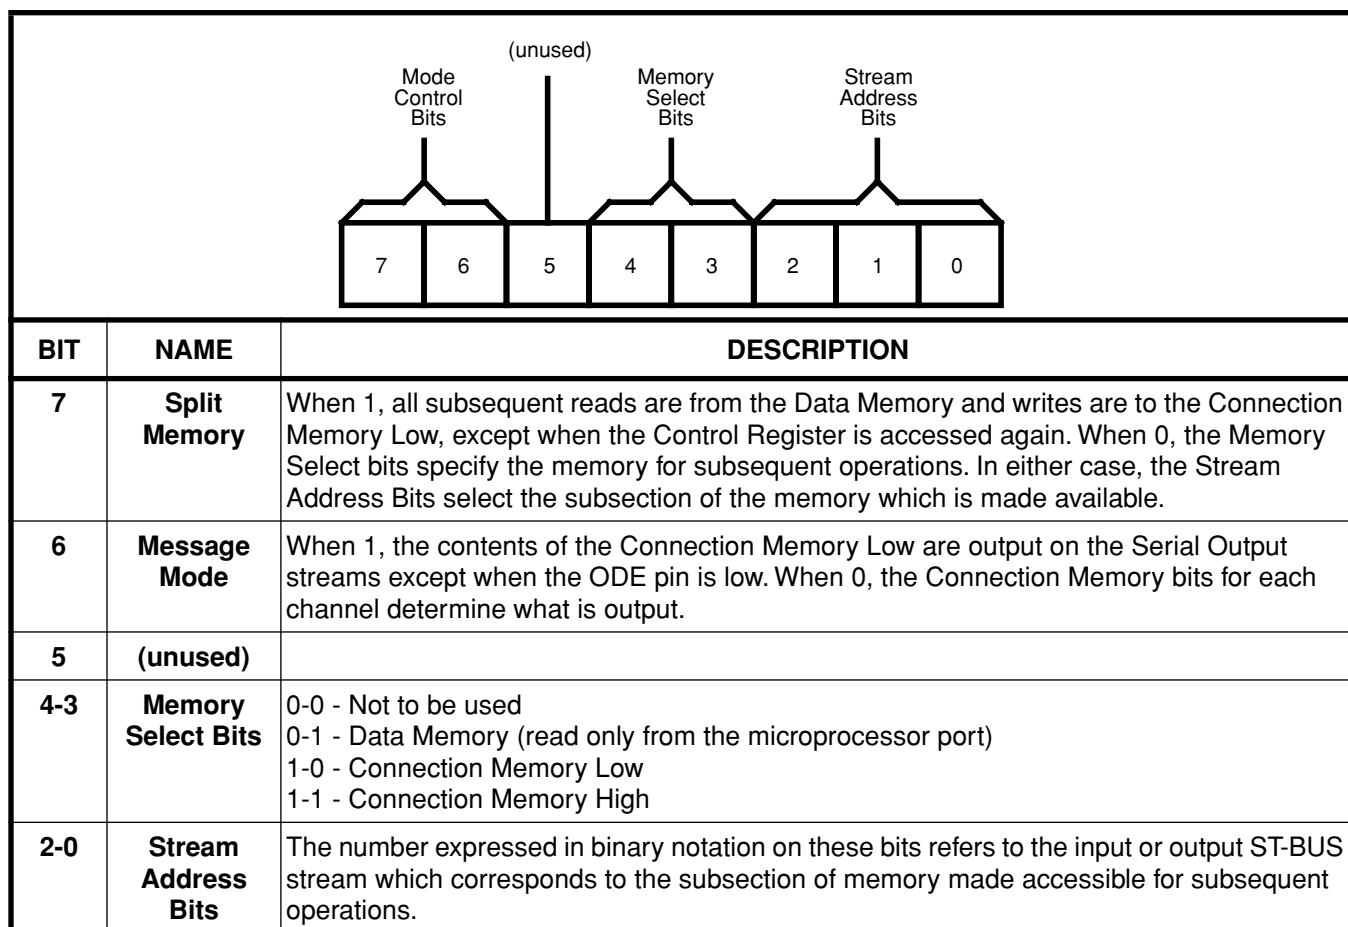 (unused)
Mode
Control
Bits
Memory
Select
Bits
Stream
Address
Bits
7 6 5 4 3 2 1 0
BIT NAME DESCRIPTION
7 Split Memory When 1, all subsequent reads are from the Data Memory and writes are to the Connection
Memory Low, except when the Control Register is accessed again. When 0, the Memory
Select bits specify the memory for subsequent operations. In either case, the Stream
Address Bits select the subsection of the memory which is made available.
6 Message Mode When 1, the contents of the Connection Memory Low are output on the Serial Output
streams except when the ODE pin is low. When 0, the Connection Memory bits for each
channel determine what is output.
5 (unused)
4-3 Memory Select Bits 0-0 - Not to be used
0-1 - Data Memory (read only from the microprocessor port)
1-0 - Connection Memory Low
1-1 - Connection Memory High
2-0 Stream Address Bits The number expressed in binary notation on these bits refers to the input or output ST-BUS
stream which corresponds to the subsection of memory made accessible for subsequent
operations.